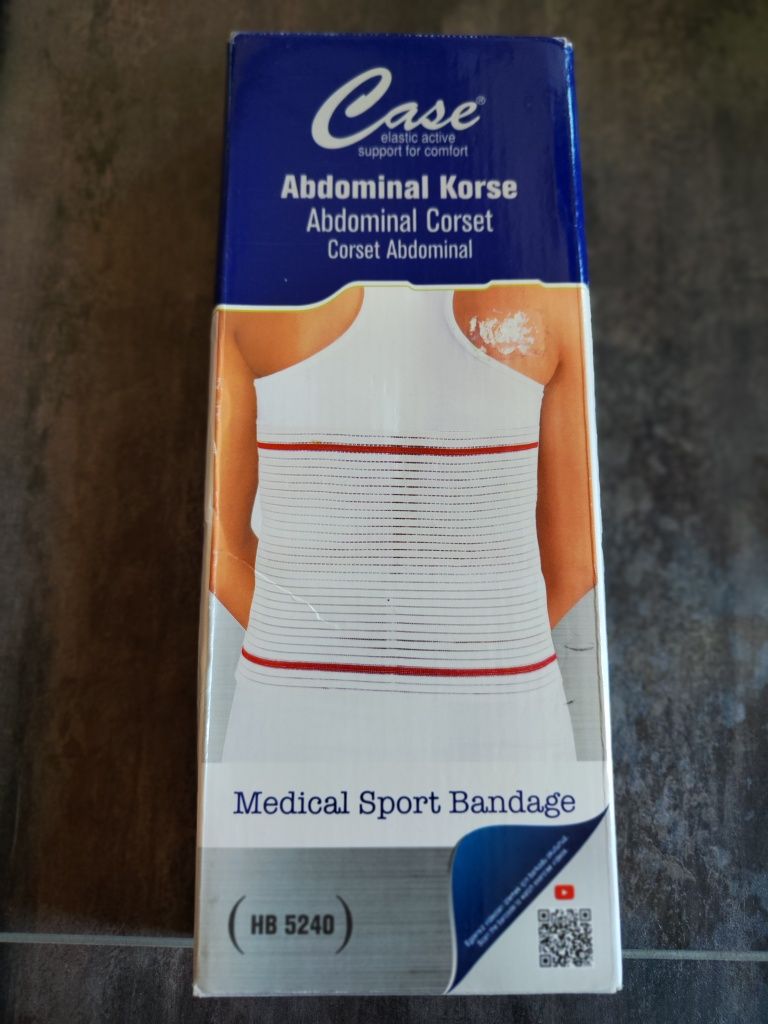 Case®
elastic active
support for comfort
Abdominal Korse
Abdominal Corset
Corset Abdominal
Medical Sport Bandage
(HB 5240)